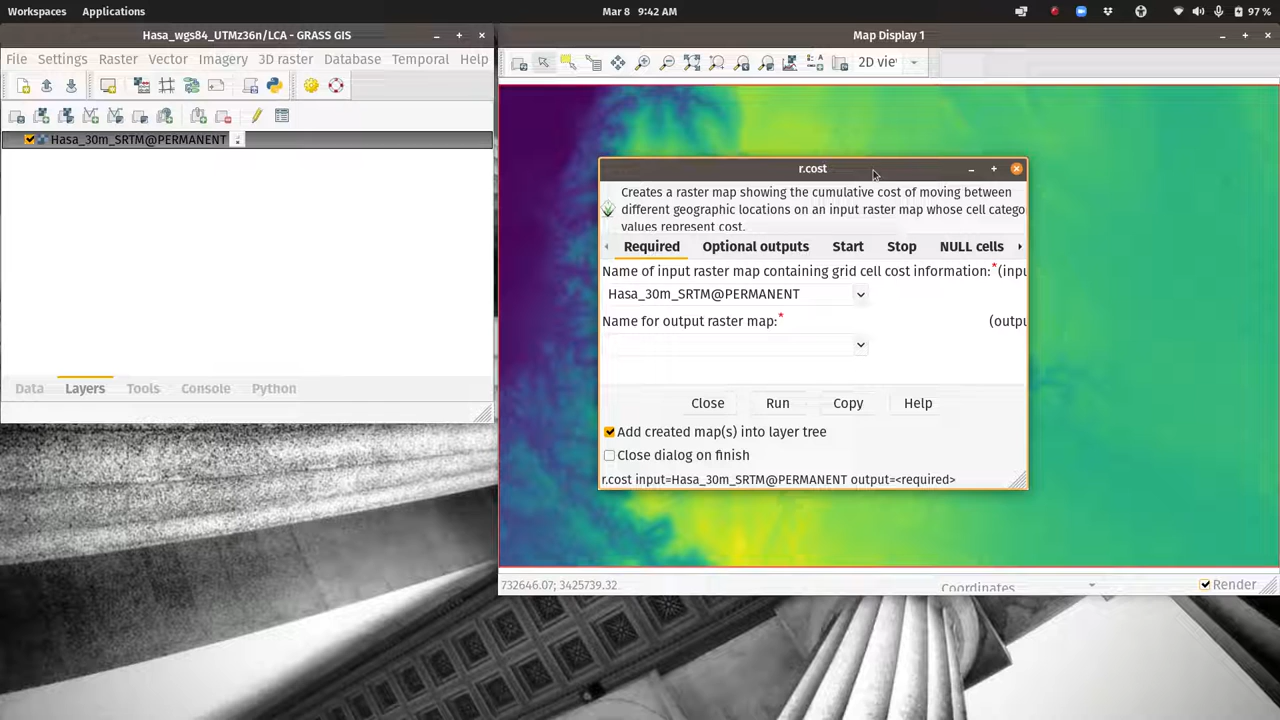 Workspaces Applications Mar 8 9:42 AM 97 %
Hasa_wgs84_UTMz36n/LCA - GRASS GIS
File Settings Raster Vector Imagery 3D raster Database Temporal Help
Hasa_30m_SRTM@PERMANENT
Data Layers Tools Console Python
Map Display 1
2D vie
r.cost
Creates a raster map showing the cumulative cost of moving between
different geographic locations on an input raster map whose cell catego
values represent cost.
Required Optional outputs Start Stop NULL cells
Name of input raster map containing grid cell cost information:* (inpu
Hasa_30m_SRTM@PERMANENT
Name for output raster map:* (outpu
Close Run Copy Help
Add created map(s) into layer tree
Close dialog on finish
r.cost input=Hasa_30m_SRTM@PERMANENT output=<required>
732646.07; 3425739.32 Coordinates Render